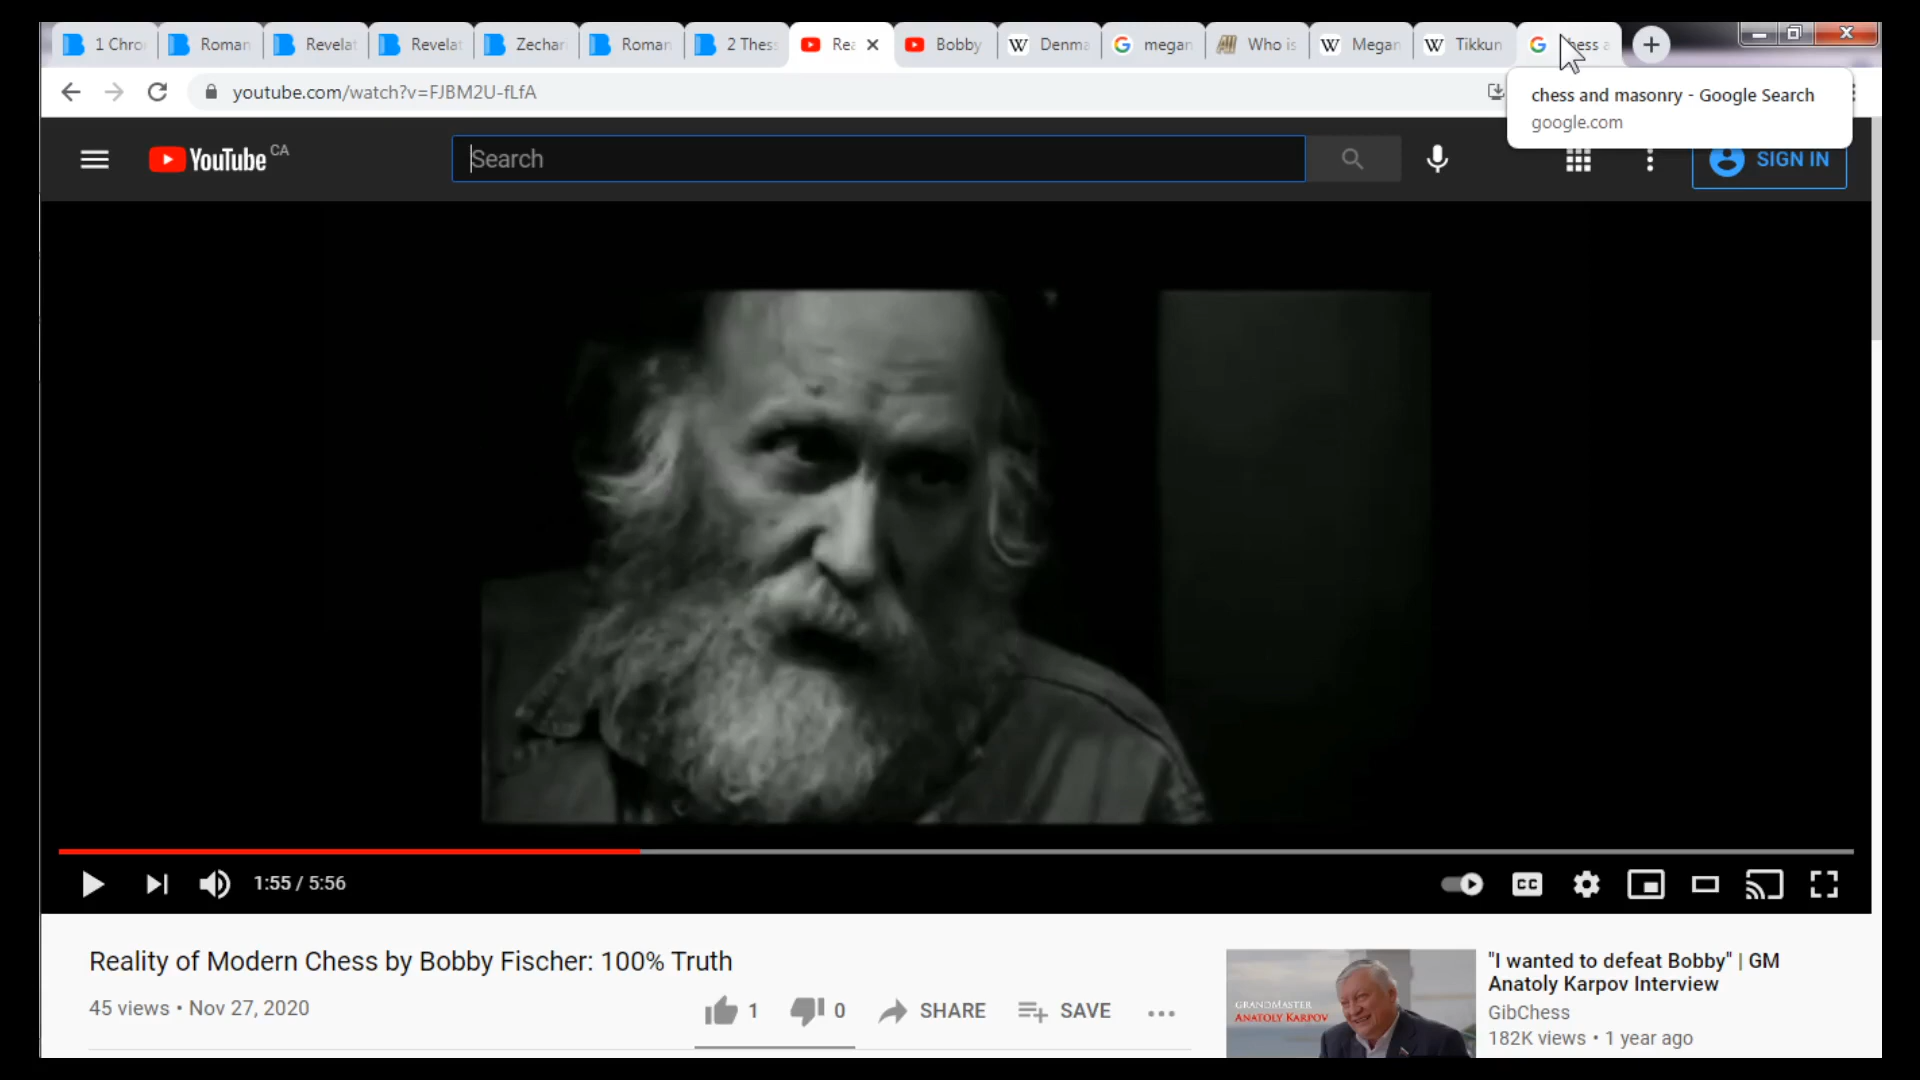 1 Chro
Roman
Revelat
Revelat
Zechar
Roman
2 Thess
Rea
Bobby
Denma
megan
Who is
Megan
Tikkun
chess a
youtube.com/watch?v=FJBM2U-fLfA
chess and masonry - Google Search
google.com
YouTube CA
Search
SIGN IN
1:55 / 5:56
CC
Reality of Modern Chess by Bobby Fischer: 100% Truth
45 views • Nov 27, 2020
1
0
SHARE
SAVE
GRANDMASTER
ANATOLY KARPOV
"I wanted to defeat Bobby" | GM
Anatoly Karpov Interview
GibChess
182K views • 1 year ago